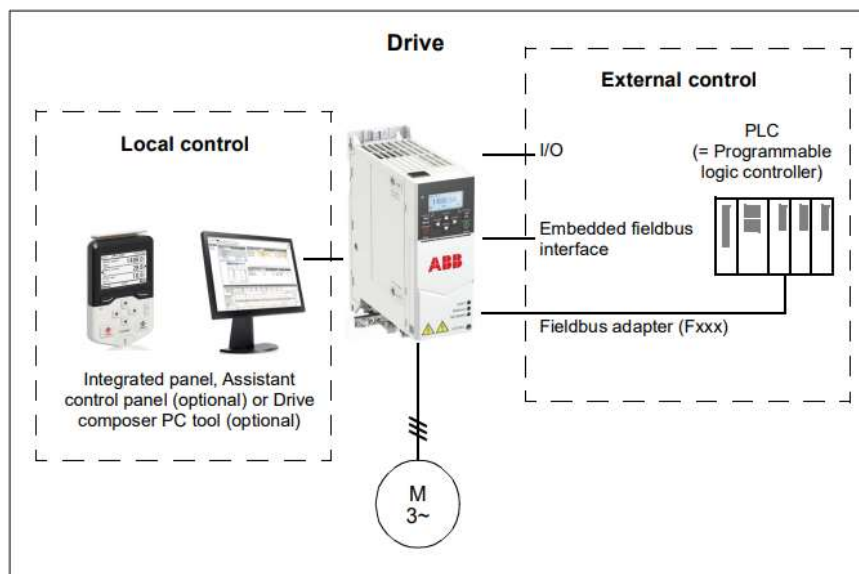 Drive
Local control
Integrated panel, Assistant
control panel (optional) or Drive
composer PC tool (optional)
ABB
M
3~
External control
I/O
PLC
(= Programmable
logic controller)
Embedded fieldbus
interface
Fieldbus adapter (Fxxx)